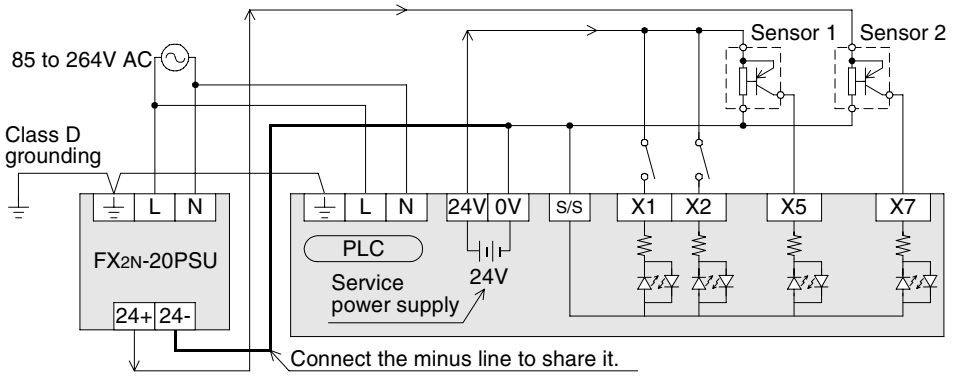 Sensor 1
Sensor 2
85 to 264V AC
Class D
grounding
L
N
L
N
24V
0V
S/S
X1
X2
X5
X7
FX2N-20PSU
PLC
Service
power supply
24V
24+
24-
Connect the minus line to share it.